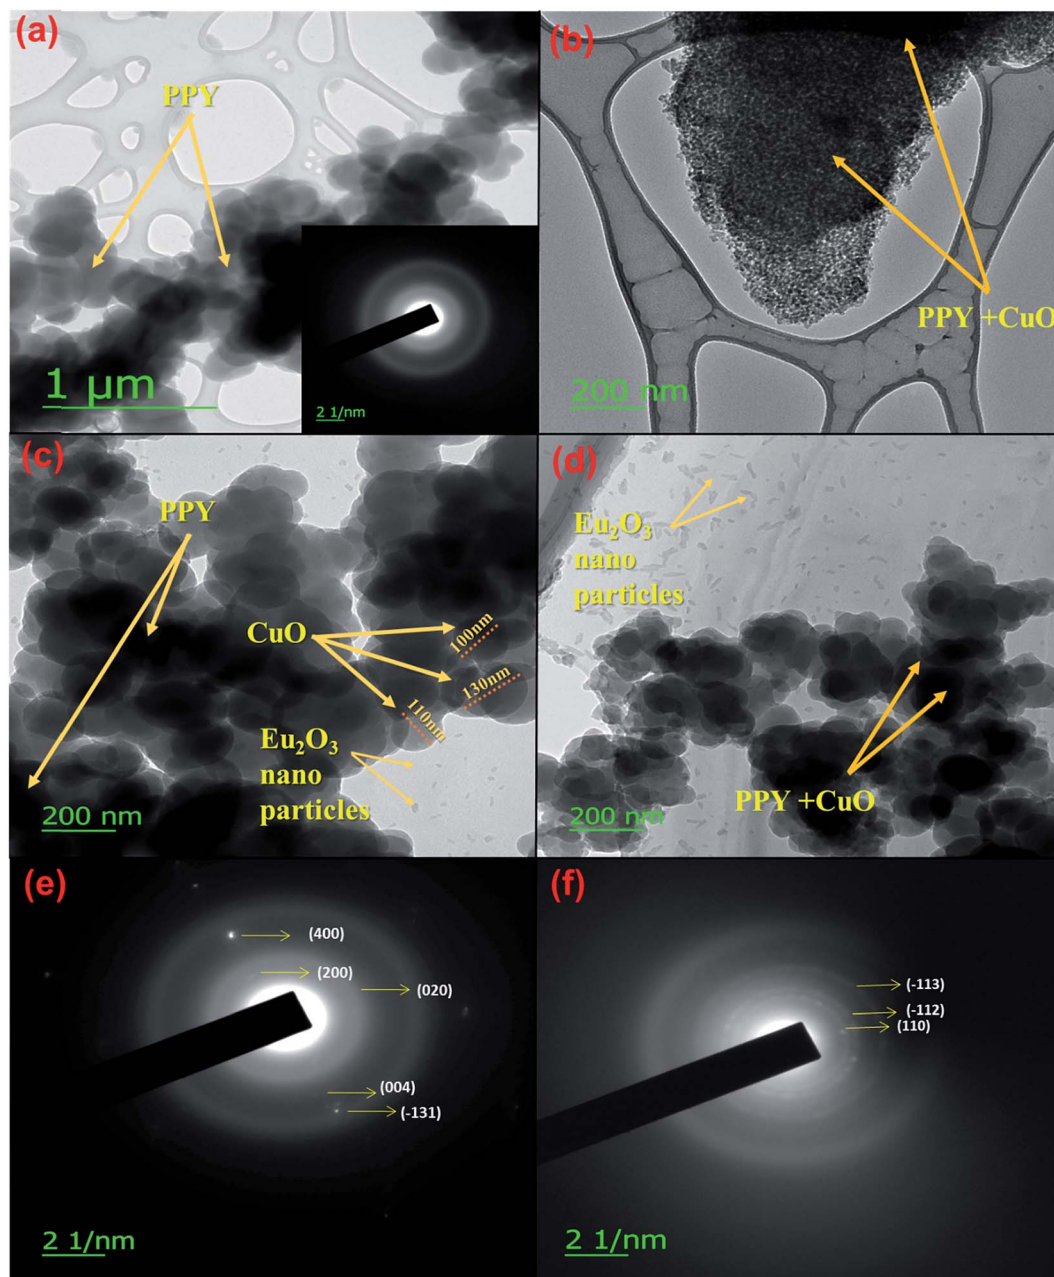 (a)
PPY
1 µm
2 1/nm
(b)
PPY +CuO
200 nm
(c)
PPY
CuO
100nm
130nm
110nm
Eu₂O₃
nano
particles
200 nm
(d)
Eu₂O₃
nano
particles
PPY +CuO
200 nm
(e)
(400)
(200)
(020)
(004)
(-131)
2 1/nm
(f)
(-113)
(-112)
(110)
2 1/nm